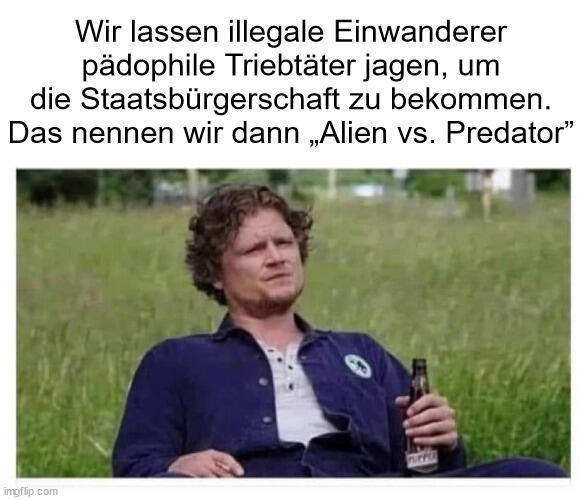 Wir lassen illegale Einwanderer
pädophile Triebtäter jagen, um
die Staatsbürgerschaft zu bekommen.
Das nennen wir dann „Alien vs. Predator”
PUPPERS
imgflip.com